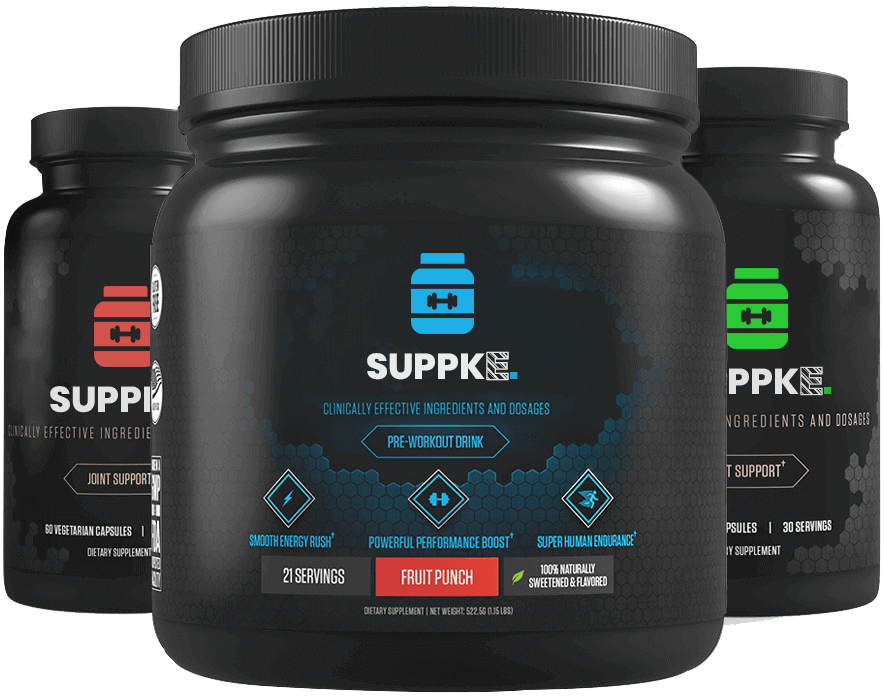 SUPPKE.
CLINICALLY EFFECTIVE INGREDIENTS AND DOSAGES
PRE-WORKOUT DRINK
SMOOTH ENERGY RUSH†
POWERFUL PERFORMANCE BOOST†
SUPER HUMAN ENDURANCE†
21 SERVINGS
FRUIT PUNCH
100% NATURALLY
SWEETENED & FLAVORED
DIETARY SUPPLEMENT | NET WEIGHT: 522.5G (1.15 LBS)
SUPPK
CLINICALLY EFFECTIVE INGREDIE
JOINT SUPPORT
60 VEGETARIAN CAPSULES |
DIETARY SUPPLEMENT
PPKE.
NGREDIENTS AND DOSAGES
T SUPPORT†
PSULES | 30 SERVINGS
Y SUPPLEMENT